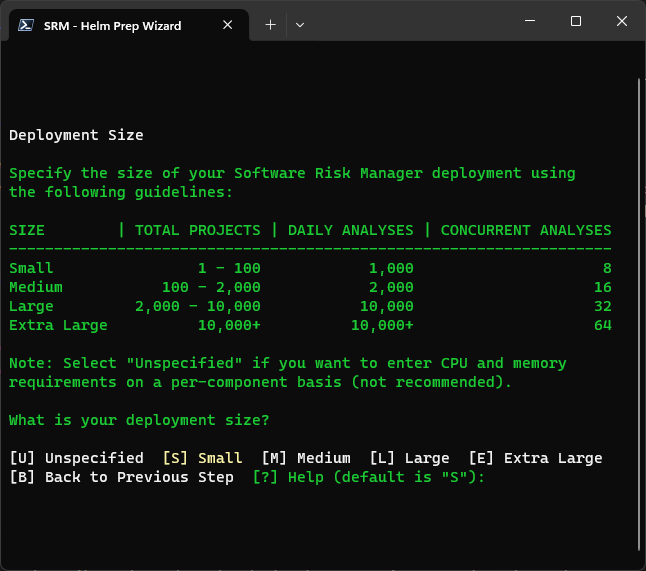 SRM - Helm Prep Wizard
Deployment Size
Specify the size of your Software Risk Manager deployment using
the following guidelines:
SIZE        | TOTAL PROJECTS | DAILY ANALYSES | CONCURRENT ANALYSES
-------------------------------------------------------------------
Small                1 - 100            1,000                     8
Medium           100 - 2,000            2,000                    16
Large         2,000 - 10,000           10,000                    32
Extra Large          10,000+          10,000+                    64
Note: Select "Unspecified" if you want to enter CPU and memory
requirements on a per-component basis (not recommended).
What is your deployment size?
[U] Unspecified  [S] Small  [M] Medium  [L] Large  [E] Extra Large
[B] Back to Previous Step  [?] Help (default is "S"):